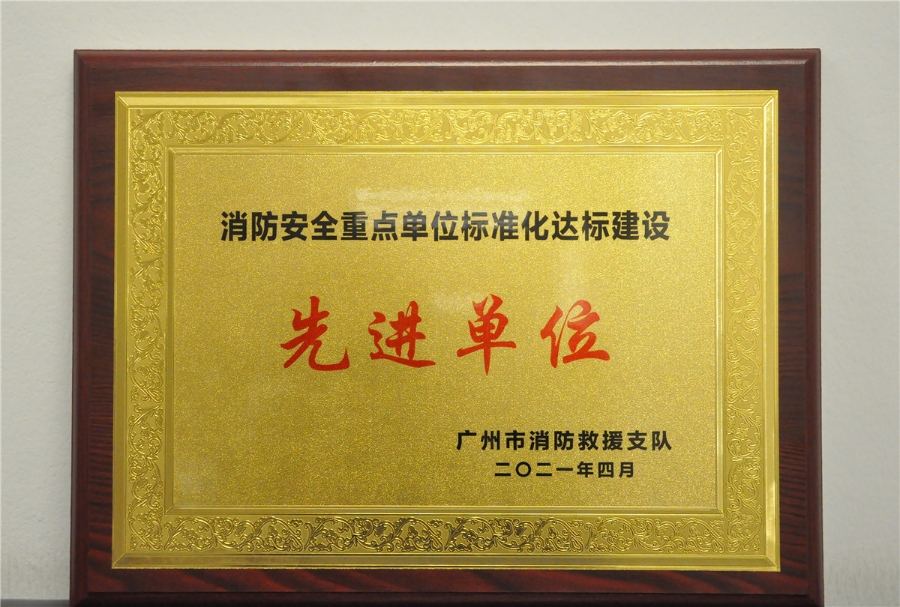 消防安全重点单位标准化达标建设
先进单位
广州市消防救援支队
二〇二一年四月